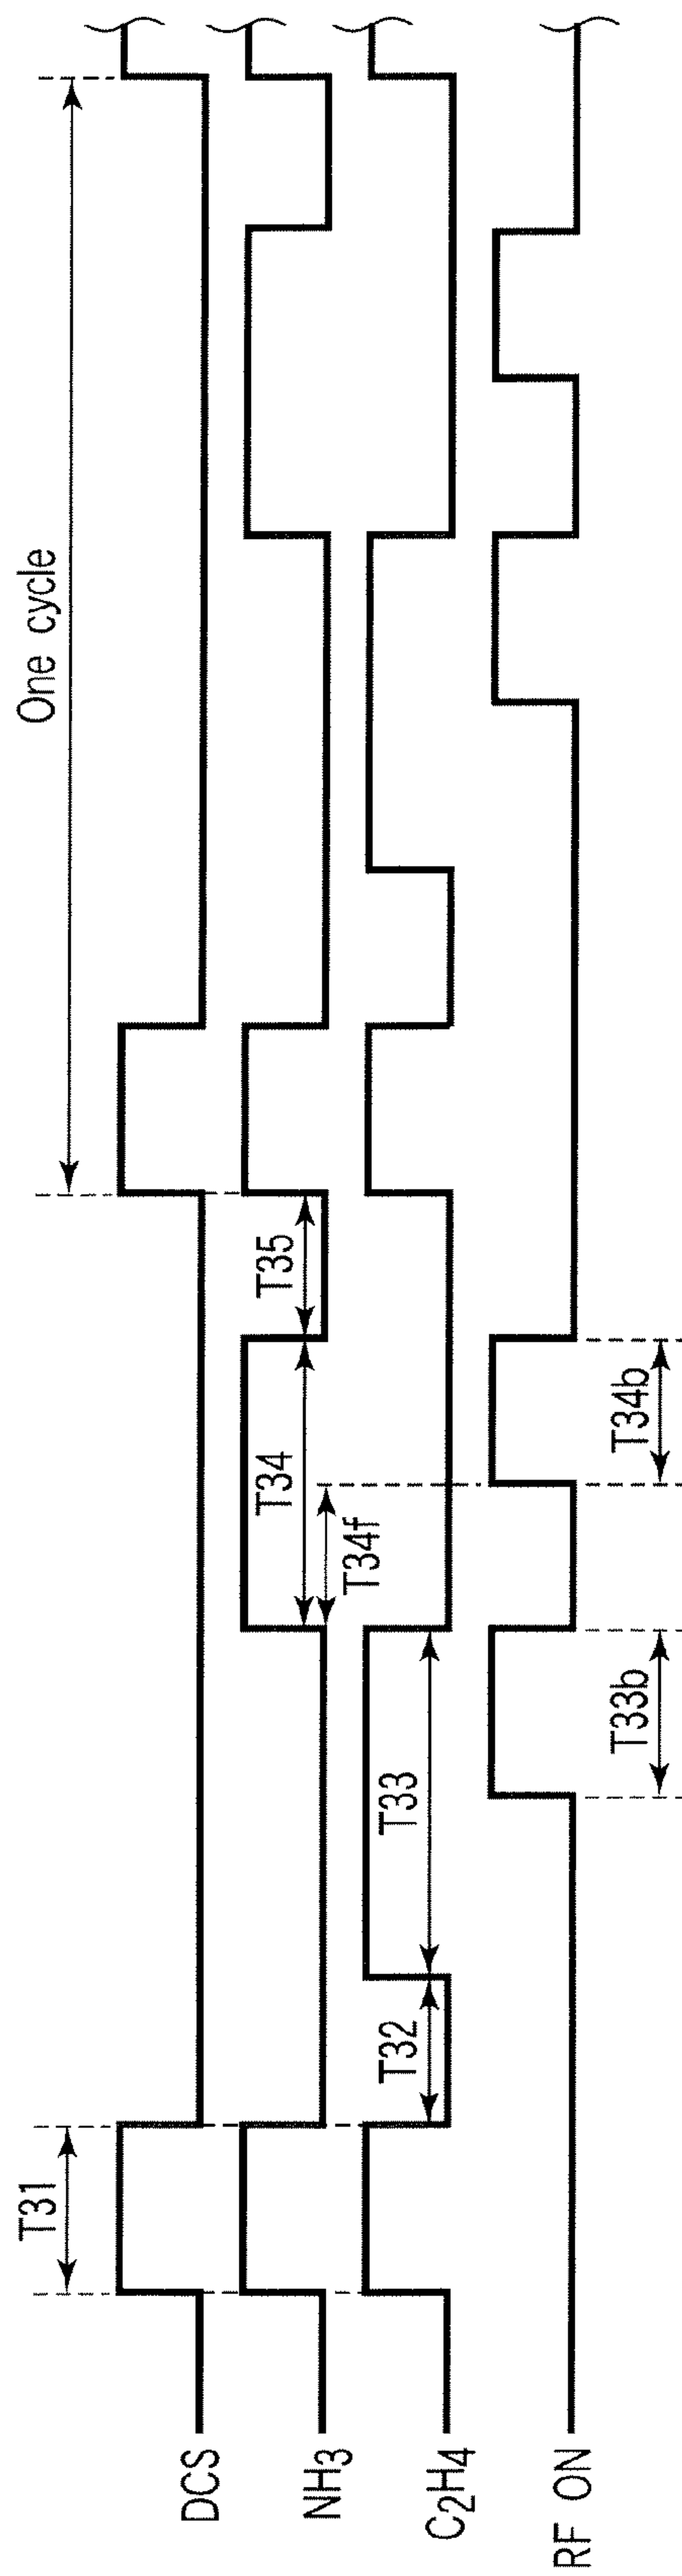 One cycle
T31
DCS
NH3
T34
T35
T34f
C2H4
T32
T33
RF ON
T33b
T34b